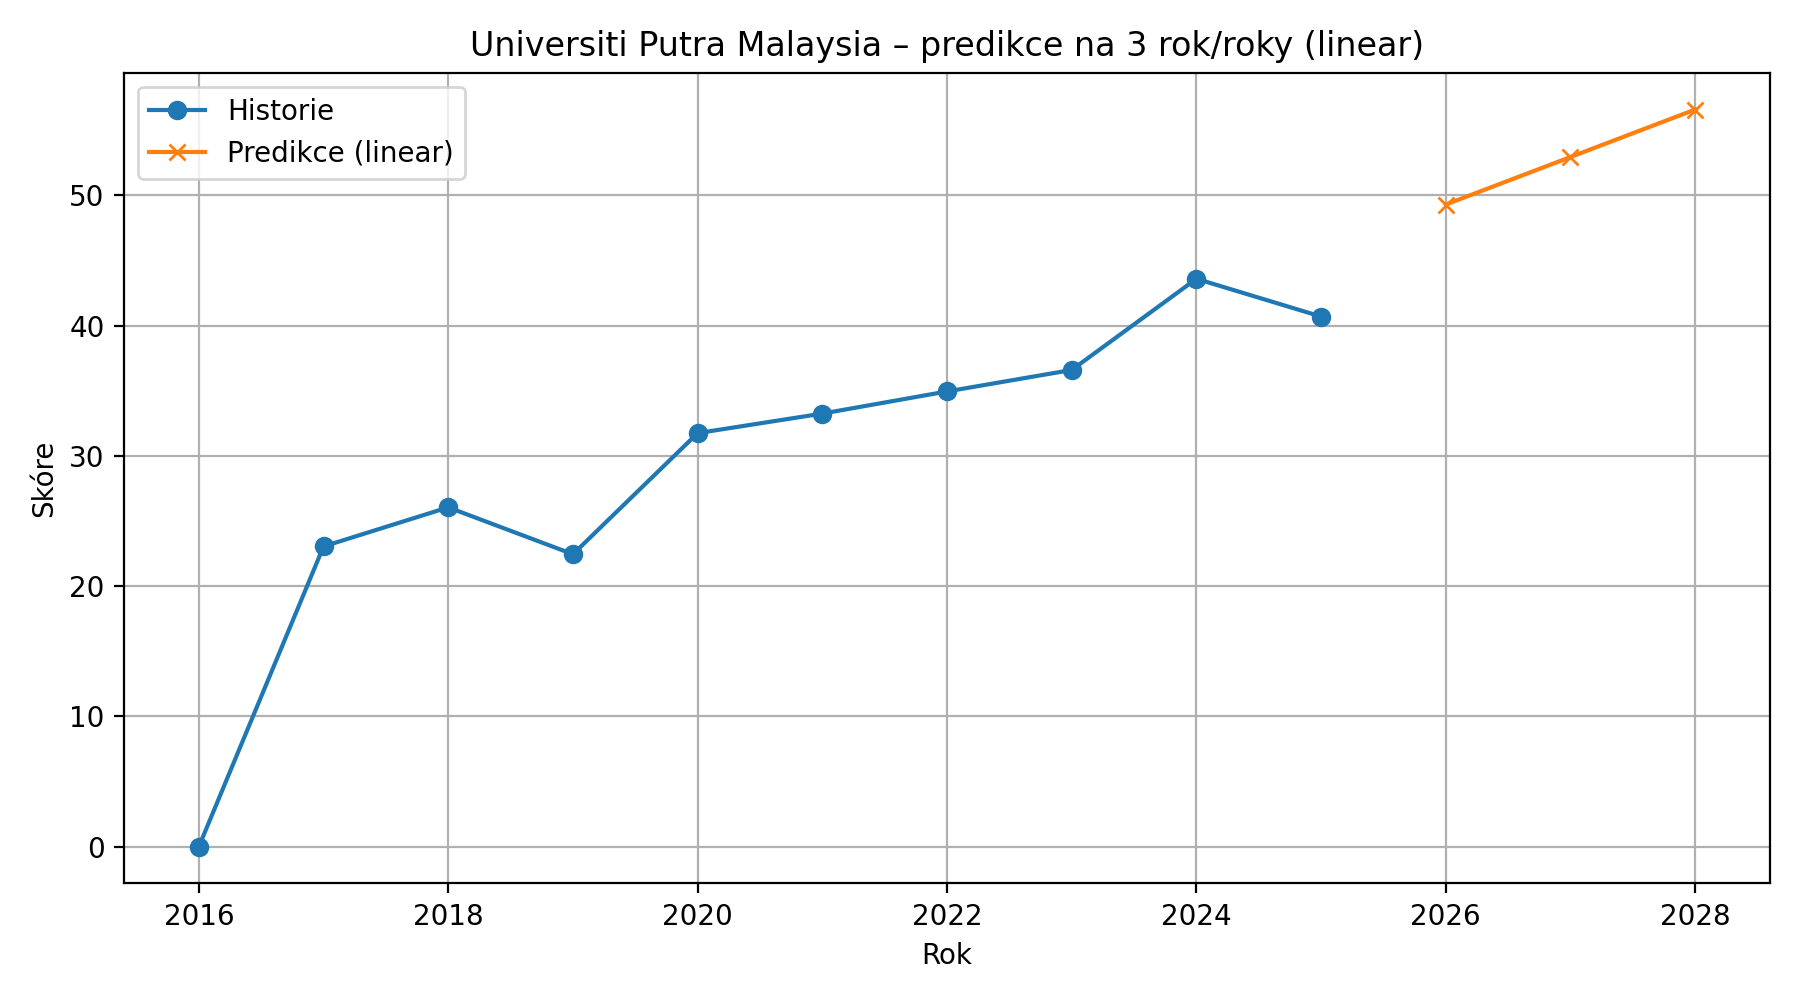 Universiti Putra Malaysia – predikce na 3 rok/roky (linear)
Historie
Predikce (linear)
Skóre
50
40
30
20
10
0
2016 2018 2020 2022 2024 2026 2028
Rok